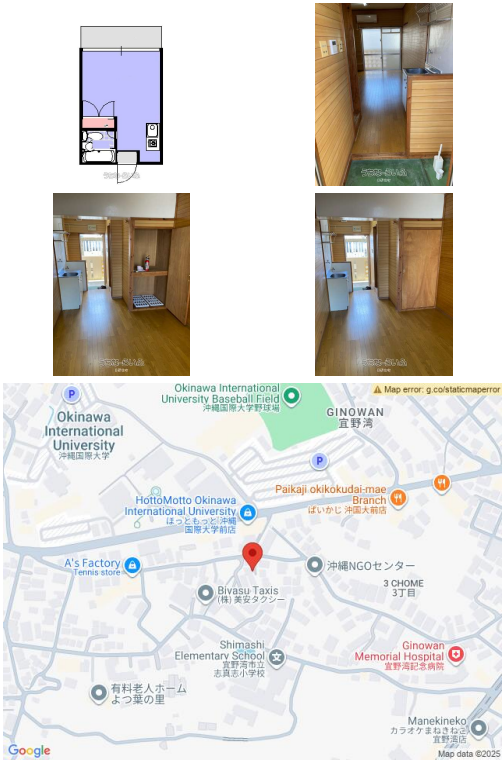 Map error: g.co/staticmaperror
Okinawa International
University Baseball Field
沖縄国際大学野球場
GINOWAN
宜野湾
Okinawa
International
University
沖縄国際大学
Paikaji okikokudai-mae
Branch
ぱいかじ 沖国大前店
HottoMotto Okinawa
International University
ほっともっと 沖縄
国際大学前店
A's Factory
Tennis store
沖縄NGOセンター
Bivasu Taxis
(株) 美安タクシー
3 CHOME
3丁目
Shimashi
Elementary School
宜野湾市立
志真志小学校
Ginowan
Memorial Hospital
宜野湾記念病院
有料老人ホーム
よつ葉の里
Manekineko
カラオケまねきねこ
宜野湾店
Google
Map data ©2025